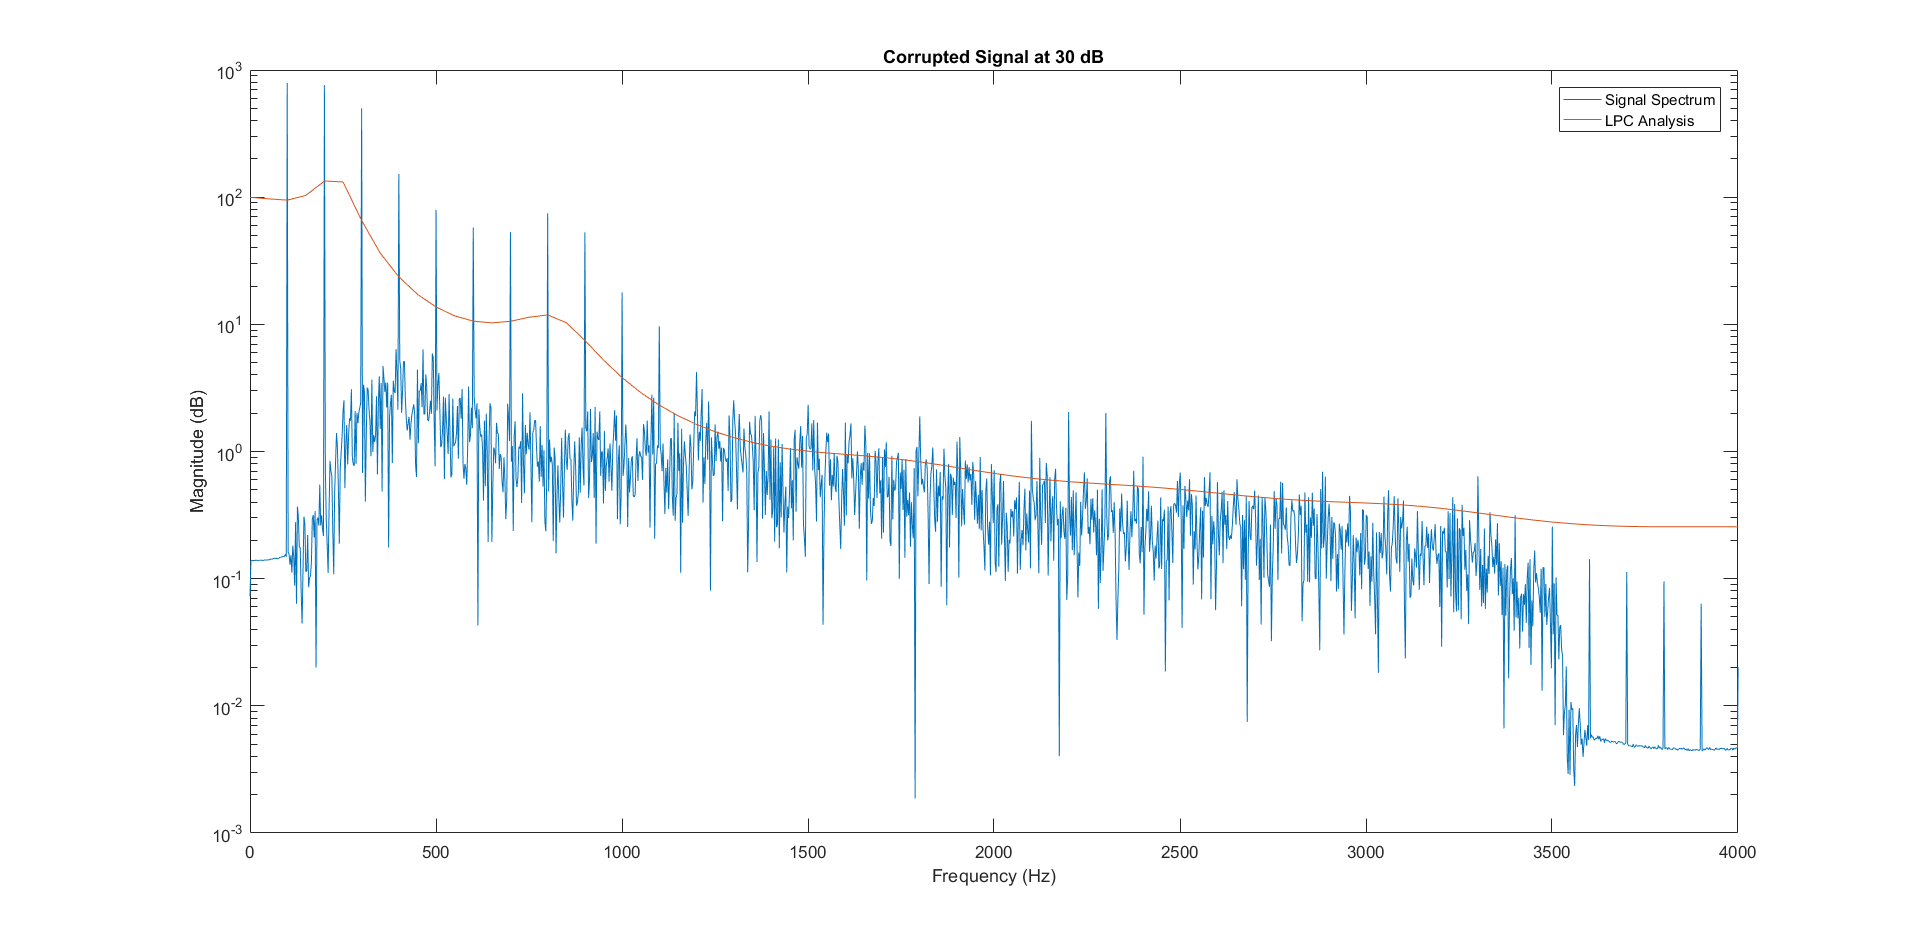 Corrupted Signal at 30 dB
Signal Spectrum
LPC Analysis
Magnitude (dB)
10^3
10^2
10^1
10^0
10^-1
10^-2
10^-3
0 500 1000 1500 2000 2500 3000 3500 4000
Frequency (Hz)